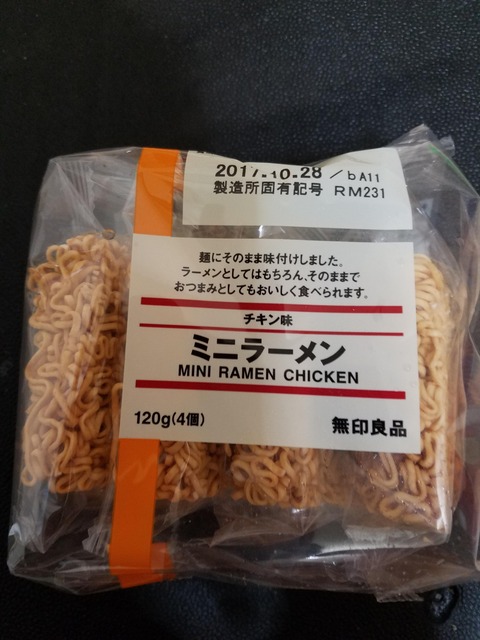 2017.10.28 / bA11
製造所固有記号 RM231
麺にそのまま味付けしました。
ラーメンとしてはもちろん、そのままで
おつまみとしてもおいしく食べられます。
チキン味
ミニラーメン
MINI RAMEN CHICKEN
120g(4個)
無印良品